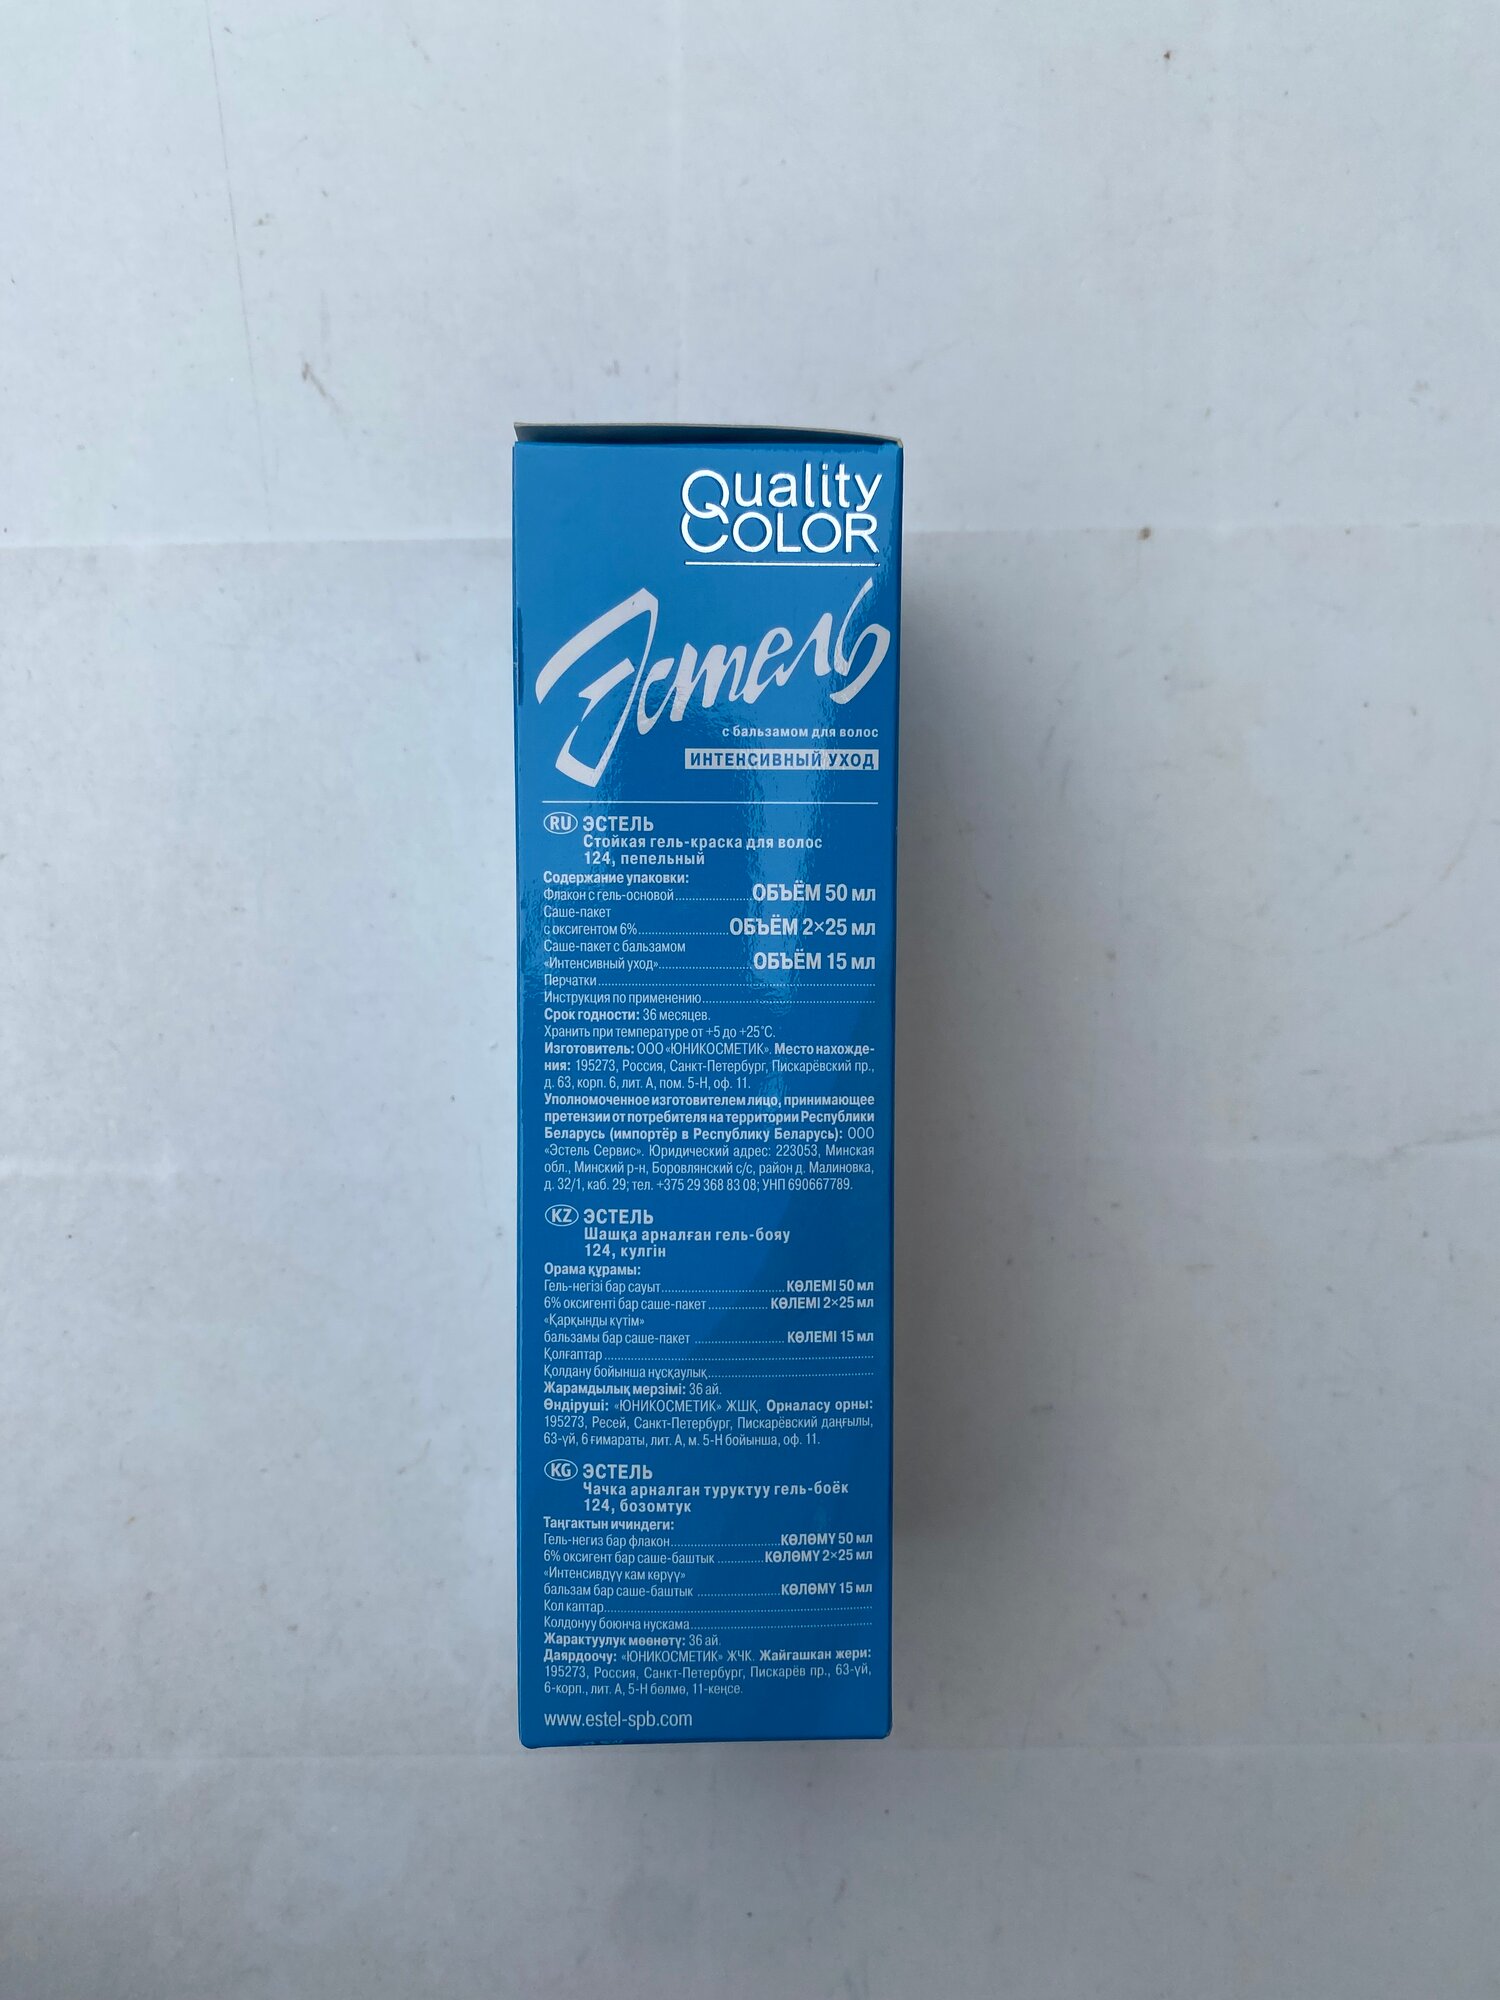 Quality
COLOR
Эстель
с бальзамом для волос
ИНТЕНСИВНЫЙ УХОД
RU ЭСТЕЛЬ
Стойкая гель-краска для волос
124, пепельный
Содержание упаковки:
Флакон с гель-основой ОБЪЁМ 50 мл
Саше-пакет
с оксигентом 6% ОБЪЁМ 2×25 мл
Саше-пакет с бальзамом
«Интенсивный уход» ОБЪЁМ 15 мл
Перчатки
Инструкция по применению
Срок годности: 36 месяцев.
Хранить при температуре от +5 до +25°С.
Изготовитель: ООО «ЮНИКОСМЕТИК». Место нахожде-
ния: 195273, Россия, Санкт-Петербург, Пискарёвский пр.,
д. 63, корп. 6, лит. А, пом. 5-Н, оф. 11.
Уполномоченное изготовителем лицо, принимающее
претензии от потребителя на территории Республики
Беларусь (импортёр в Республику Беларусь): ООО
«Эстель Сервис». Юридический адрес: 223053, Минская
обл., Минский р-н, Боровлянский с/с, район д. Малиновка,
д. 32/1, каб. 29; тел. +375 29 368 83 08; УНП 690667789.
KZ ЭСТЕЛЬ
Шашқа арналған гель-бояу
124, күлгін
Орама құрамы:
Гель-негізі бар сауыт КӨЛЕМІ 50 мл
6% оксигенті бар саше-пакет КӨЛЕМІ 2×25 мл
«Қарқынды күтім»
бальзамы бар саше-пакет КӨЛЕМІ 15 мл
Қолғаптар
Қолдану бойынша нұсқаулық
Жарамдылық мерзімі: 36 ай.
Өндіруші: «ЮНИКОСМЕТИК» ЖШҚ. Орналасу орны:
195273, Ресей, Санкт-Петербург, Пискарёвский даңғылы,
63-үй, 6 ғимараты, лит. А, м. 5-Н бойынша, оф. 11.
KG ЭСТЕЛЬ
Чачка арналган туруктуу гель-боёк
124, бозомтук
Таңгактын ичиндеги:
Гель-негиз бар флакон КӨЛӨМҮ 50 мл
6% оксигент бар саше-баштык КӨЛӨМҮ 2×25 мл
«Интенсивдүү кам көрүү»
бальзам бар саше-баштык КӨЛӨМҮ 15 мл
Кол каптар
Колдонуу боюнча нускама
Жарактуулук мөөнөтү: 36 ай.
Даярдоочу: «ЮНИКОСМЕТИК» ЖЧК. Жайгашкан жери:
195273, Россия, Санкт-Петербург, Пискарёв пр., 63-үй,
6-корп., лит. А, 5-Н бөлмө, 11-кеңсе.
www.estel-spb.com